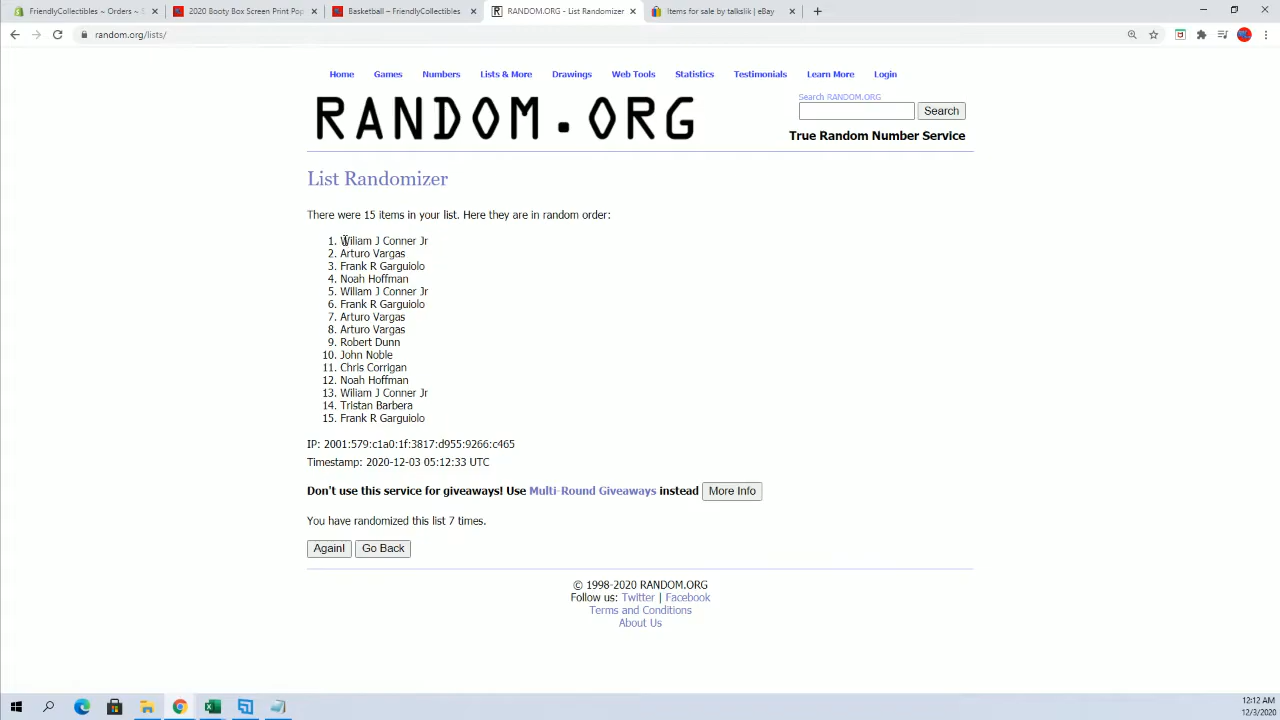 FriendlyCollectibles ~ Orders ~ S
2020 Booty Box Screen Print Pop
Basketball – FriendlyCollectibles
RANDOM.ORG - List Randomizer
Items for sale by talkslik | eBay
random.org/lists/
Home Games Numbers Lists & More Drawings Web Tools Statistics Testimonials Learn More Login
RANDOM.ORG
Search RANDOM.ORG
Search
True Random Number Service
List Randomizer
There were 15 items in your list. Here they are in random order:
1. Wiliam J Conner Jr
2. Arturo Vargas
3. Frank R Garguiolo
4. Noah Hoffman
5. Wiliam J Conner Jr
6. Frank R Garguiolo
7. Arturo Vargas
8. Arturo Vargas
9. Robert Dunn
10. John Noble
11. Chris Corrigan
12. Noah Hoffman
13. Wiliam J Conner Jr
14. Tristan Barbera
15. Frank R Garguiolo
IP: 2001:579:c1a0:1f:3817:d955:9266:c465
Timestamp: 2020-12-03 05:12:33 UTC
Don't use this service for giveaways! Use Multi-Round Giveaways instead More Info
You have randomized this list 7 times.
Again! Go Back
© 1998-2020 RANDOM.ORG
Follow us: Twitter | Facebook
Terms and Conditions
About Us
12:12 AM
12/3/2020